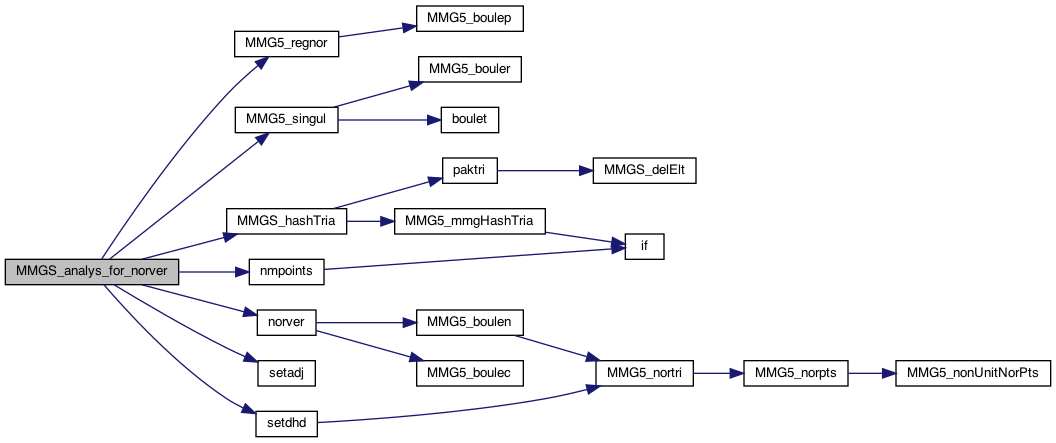 MMG5_boulep
MMG5_regnor
MMG5_bouler
MMG5_singul
boulet
paktri
MMGS_delElt
MMGS_hashTria
MMG5_mmgHashTria
if
MMGS_analys_for_norver
nmpoints
norver
MMG5_boulen
setadj
MMG5_boulec
MMG5_nortri
MMG5_norpts
MMG5_nonUnitNorPts
setdhd